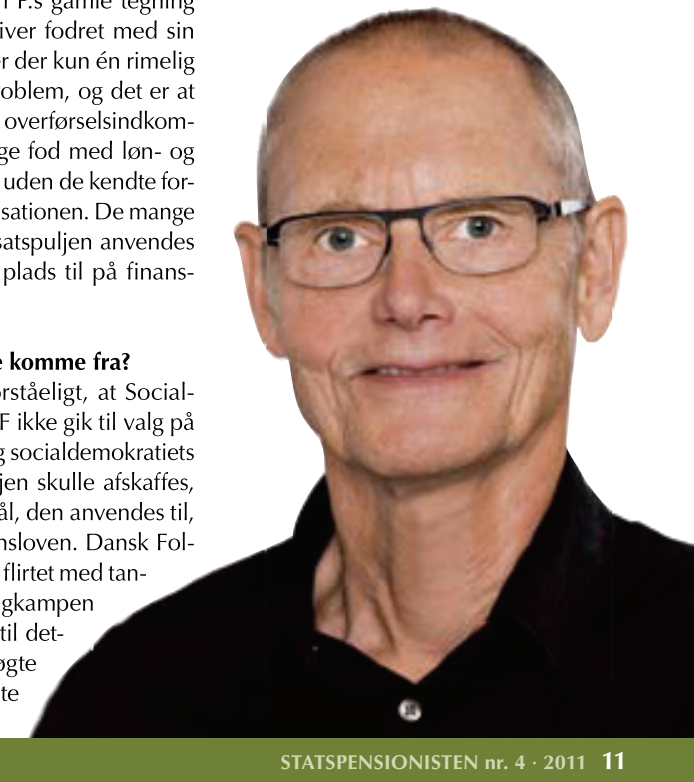 P.s gamle tegning
iver fodret med sin
r der kun én rimelig
oblem, og det er at
overførselsindkom-
ge fod med løn- og
uden de kendte for-
sationen. De mange
satspuljen anvendes
plads til på finans-
e komme fra?
rståeligt, at Social-
F ikke gik til valg på
g socialdemokratiets
jen skulle afskaffes,
ål, den anvendes til,
nsloven. Dansk Fol-
flirtet med tan-
gkampen
til det-
øgte
te
STATSPENSIONISTEN nr. 4 · 2011 11